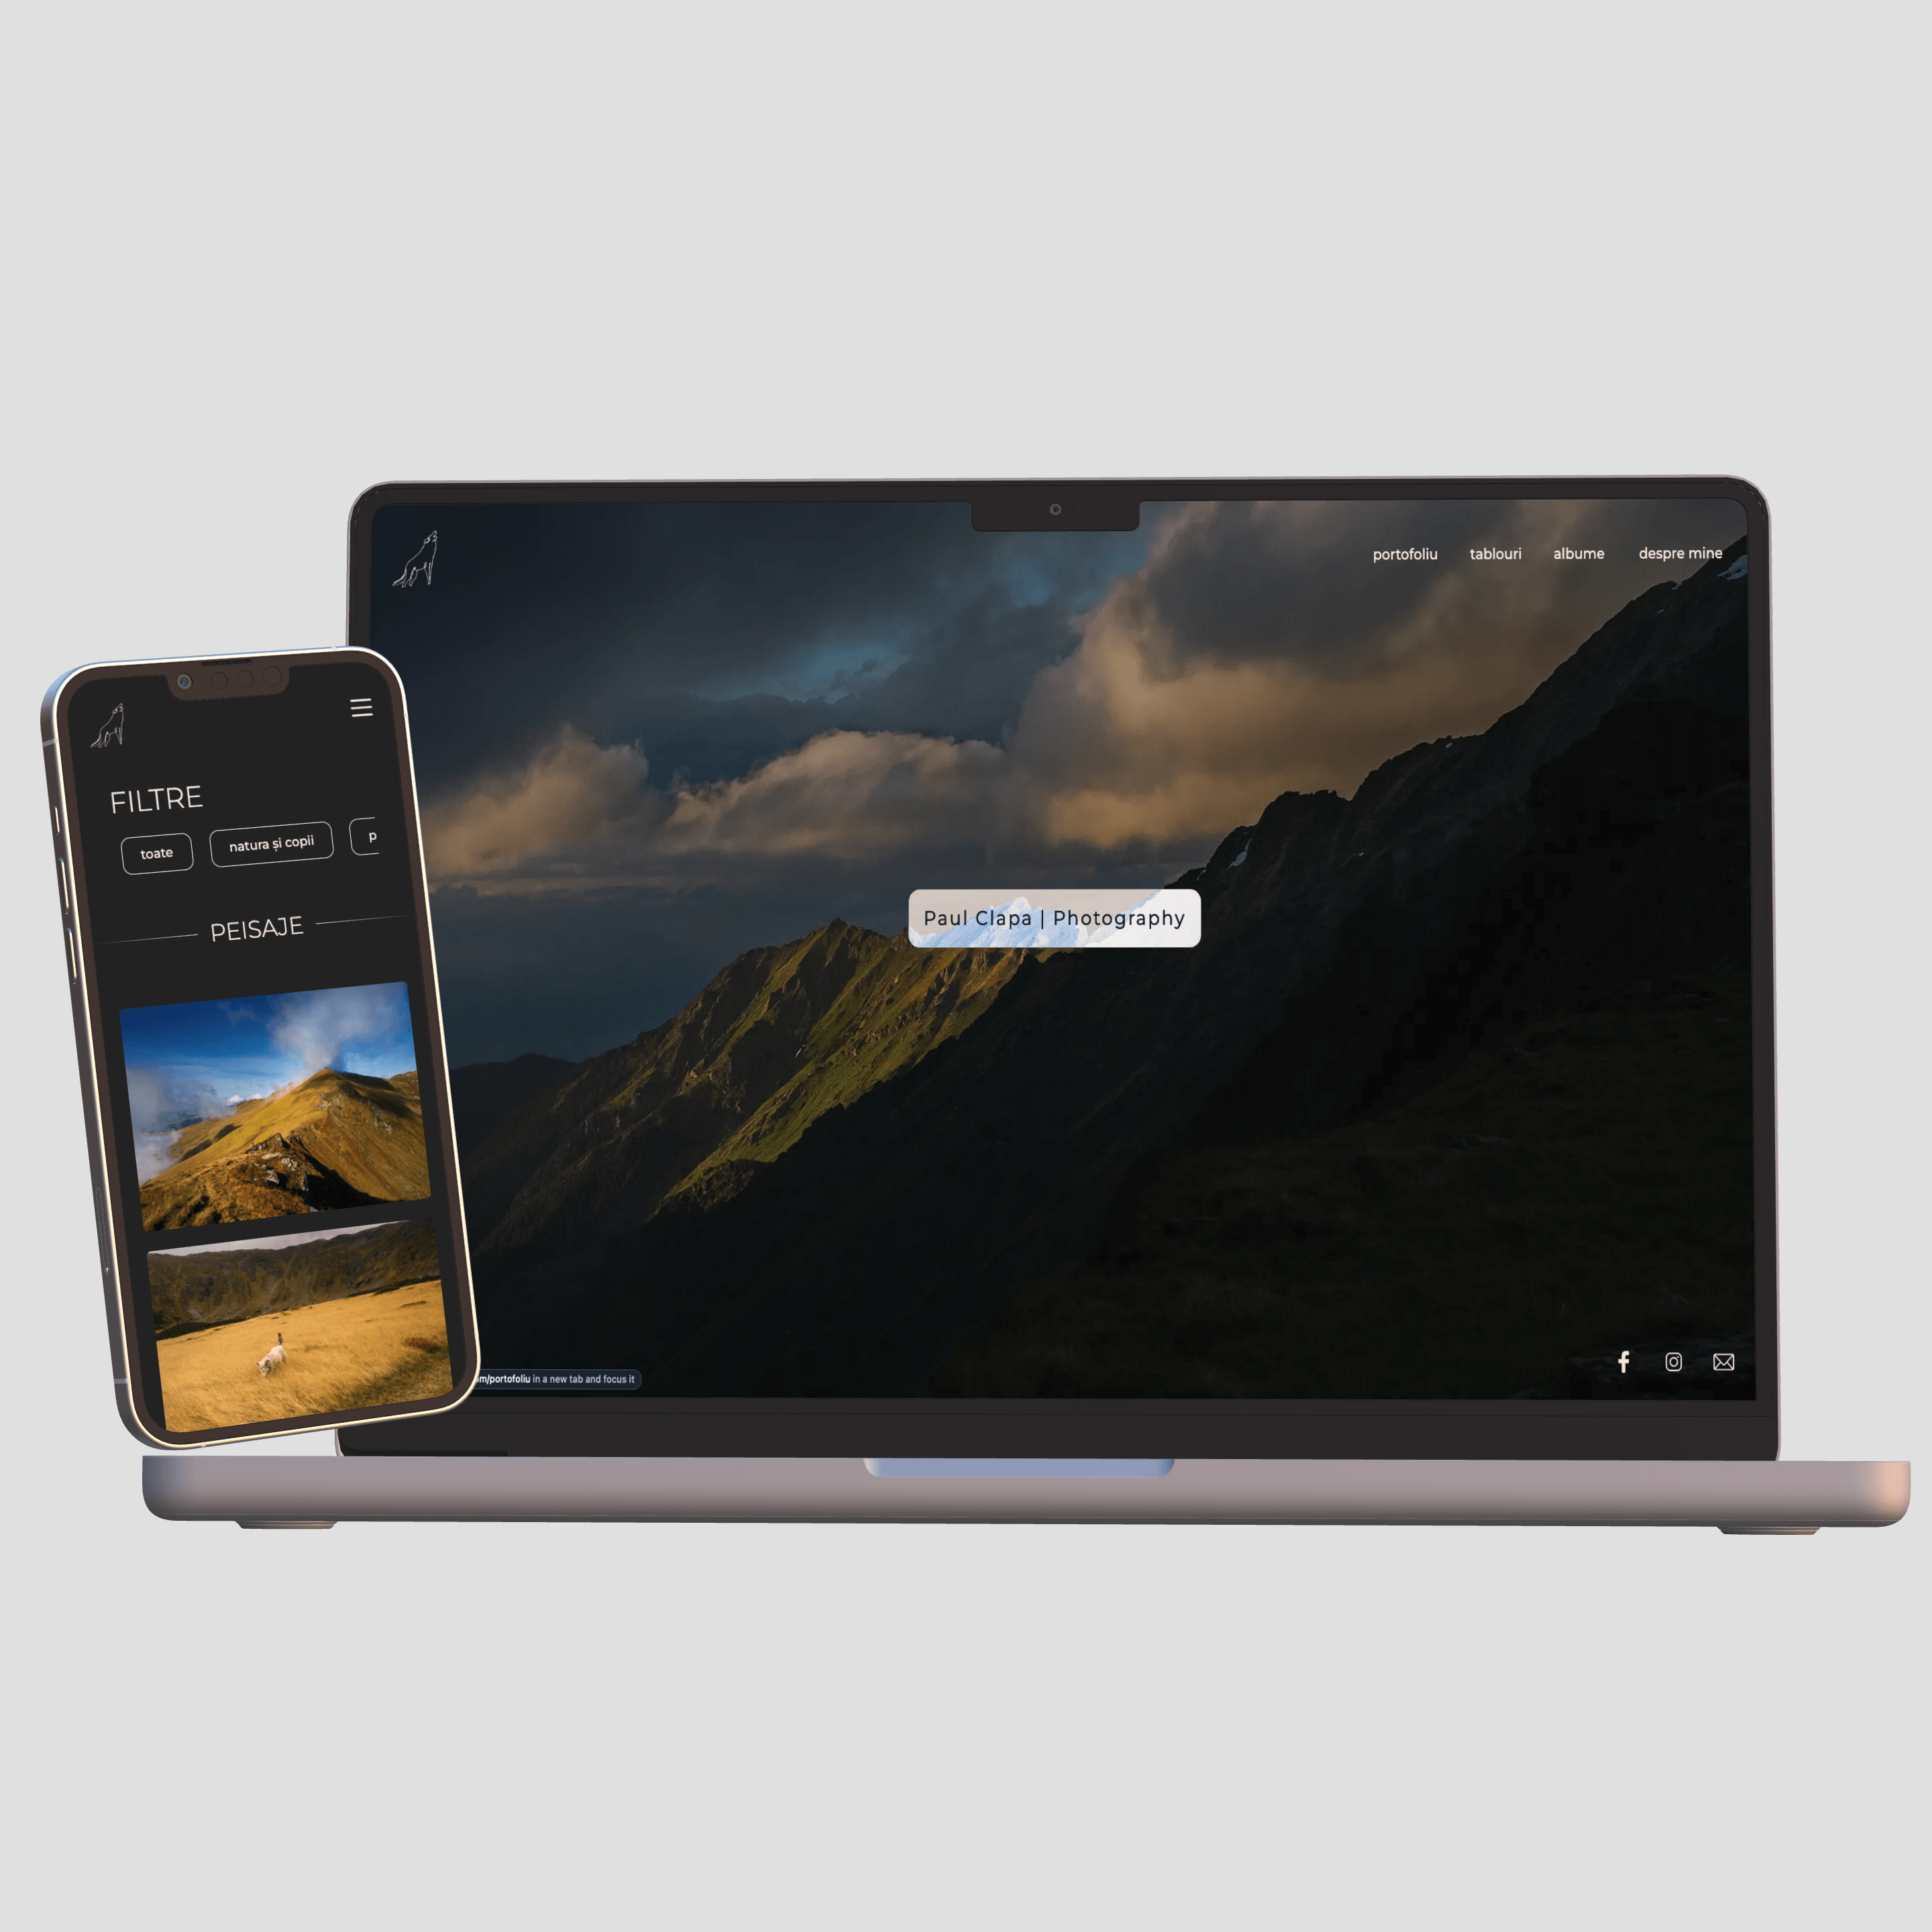 portofoliu tablouri albume despre mine
Paul Clapa | Photography
m/portofoliu in a new tab and focus it
FILTRE
toate natura și copii p
PEISAJE